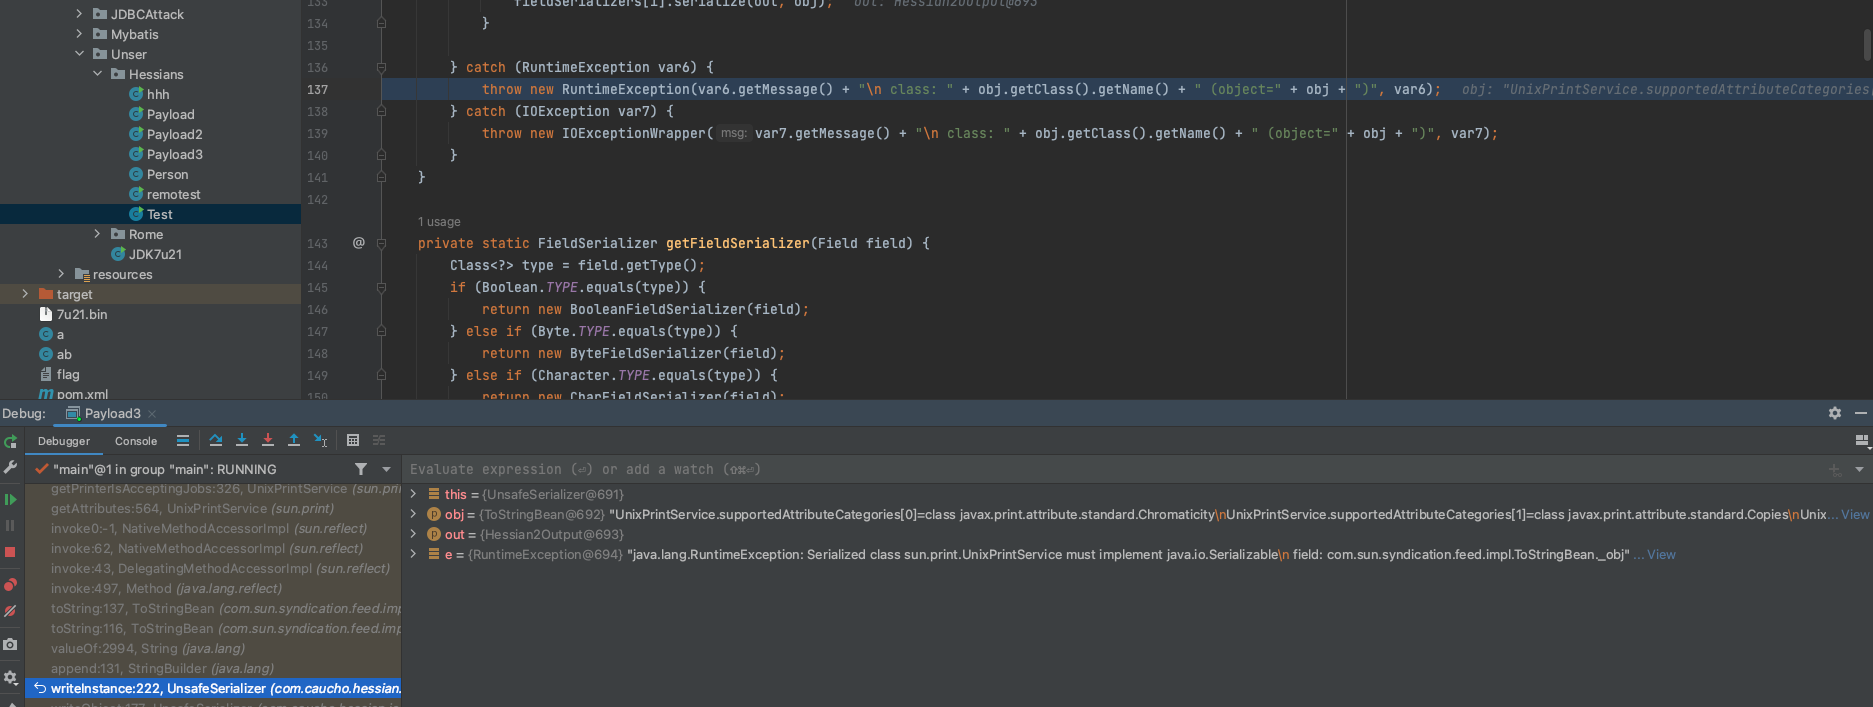 JDBCAttack
Mybatis
Unser
Hessians
hhh
Payload
Payload2
Payload3
Person
remotest
Test
Rome
JDK7u21
resources
target
7u21.bin
a
ab
flag
pom.xml
133 fieldSerializers[i].serialize(out, obj); out: Hessian2Output@693
134 }
135
136 } catch (RuntimeException var6) {
137 throw new RuntimeException(var6.getMessage() + "\n class: " + obj.getClass().getName() + " (object=" + obj + ")", var6); obj: "UnixPrintService.supportedAttributeCategories
138 } catch (IOException var7) {
139 throw new IOExceptionWrapper( msg: var7.getMessage() + "\n class: " + obj.getClass().getName() + " (object=" + obj + ")", var7);
140 }
141 }
142
1 usage
143 @ private static FieldSerializer getFieldSerializer(Field field) {
144 Class<?> type = field.getType();
145 if (Boolean.TYPE.equals(type)) {
146 return new BooleanFieldSerializer(field);
147 } else if (Byte.TYPE.equals(type)) {
148 return new ByteFieldSerializer(field);
149 } else if (Character.TYPE.equals(type)) {
150 return new CharFieldSerializer(field);
Debug: Payload3
Debugger Console
"main"@1 in group "main": RUNNING
getPrinterIsAcceptingJobs:326, UnixPrintService (sun.pri
getAttributes:564, UnixPrintService (sun.print)
invoke0:-1, NativeMethodAccessorImpl (sun.reflect)
invoke:62, NativeMethodAccessorImpl (sun.reflect)
invoke:43, DelegatingMethodAccessorImpl (sun.reflect)
invoke:497, Method (java.lang.reflect)
toString:137, ToStringBean (com.sun.syndication.feed.imp
toString:116, ToStringBean (com.sun.syndication.feed.imp
valueOf:2994, String (java.lang)
append:131, StringBuilder (java.lang)
writeInstance:222, UnsafeSerializer (com.caucho.hessian.
writeObject:177, UnsafeSerializer (com.caucho.hessian.io
Evaluate expression (⏎) or add a watch (⇧⌘⏎)
this = {UnsafeSerializer@691}
obj = {ToStringBean@692} "UnixPrintService.supportedAttributeCategories[0]=class javax.print.attribute.standard.Chromaticity\nUnixPrintService.supportedAttributeCategories[1]=class javax.print.attribute.standard.Copies\nUnix... View
out = {Hessian2Output@693}
e = {RuntimeException@694} "java.lang.RuntimeException: Serialized class sun.print.UnixPrintService must implement java.io.Serializable\n field: com.sun.syndication.feed.impl.ToStringBean._obj" ... View